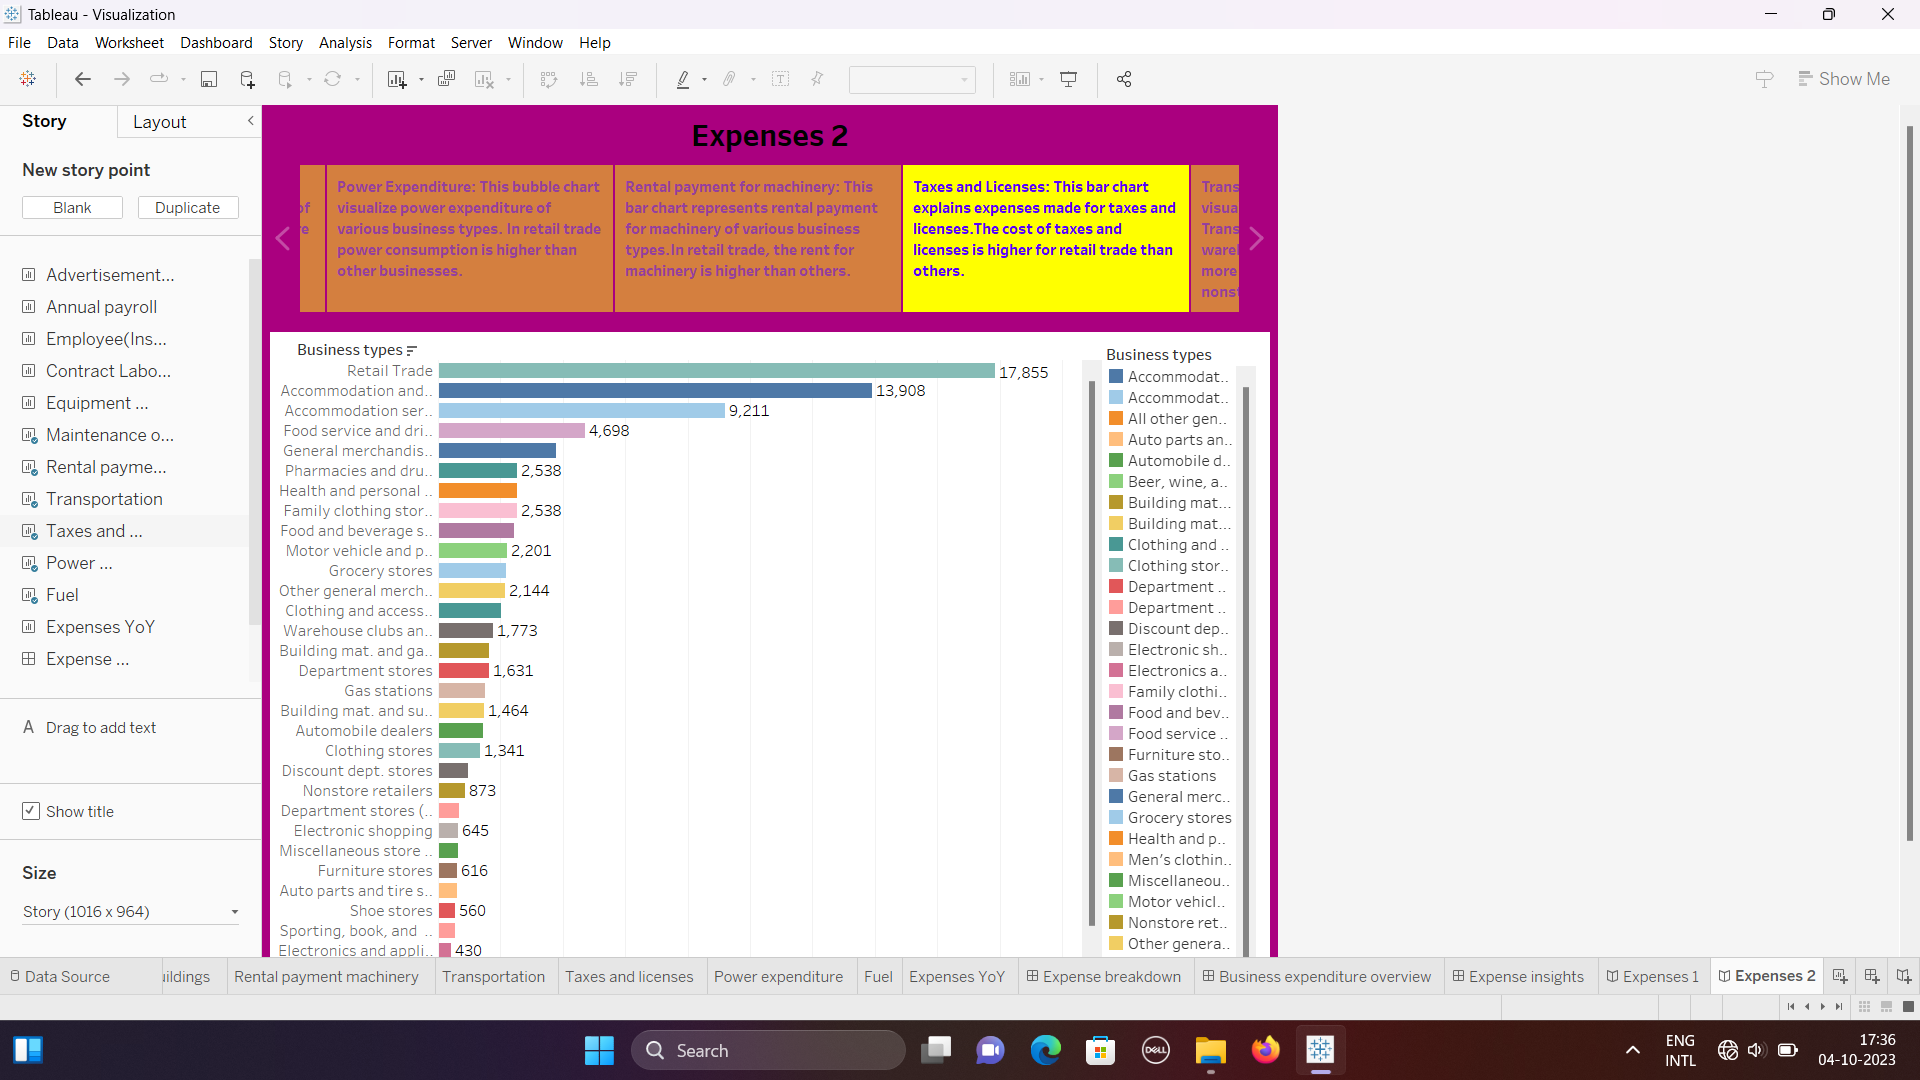 Tableau - Visualization
File Data Worksheet Dashboard Story Analysis Format Server Window Help
Show Me
Story
Layout
New story point
Blank
Duplicate
Advertisement...
Annual payroll
Employee(Ins...
Contract Labo...
Equipment ...
Maintenance o...
Rental payme...
Transportation
Taxes and ...
Power ...
Fuel
Expenses YoY
Expense ...
A Drag to add text
Show title
Size
Story (1016 x 964)
Expenses 2
of
e
Power Expenditure: This bubble chart
visualize power expenditure of
various business types. In retail trade
power consumption is higher than
other businesses.
Rental payment for machinery: This
bar chart represents rental payment
for machinery of various business
types.In retail trade, the rent for
machinery is higher than others.
Taxes and Licenses: This bar chart
explains expenses made for taxes and
licenses.The cost of taxes and
licenses is higher for retail trade than
others.
Trans
visua
Trans
wareh
more
nonst
Business types
Retail Trade 17,855
Accommodation and.. 13,908
Accommodation ser.. 9,211
Food service and dri.. 4,698
General merchandis..
Pharmacies and dru.. 2,538
Health and personal ..
Family clothing stor.. 2,538
Food and beverage s..
Motor vehicle and p.. 2,201
Grocery stores
Other general merch.. 2,144
Clothing and access..
Warehouse clubs an.. 1,773
Building mat. and ga..
Department stores 1,631
Gas stations
Building mat. and su.. 1,464
Automobile dealers
Clothing stores 1,341
Discount dept. stores
Nonstore retailers 873
Department stores (..
Electronic shopping 645
Miscellaneous store ..
Furniture stores 616
Auto parts and tire s..
Shoe stores 560
Sporting, book, and ..
Electronics and appli.. 430
Business types
Accommodat..
Accommodat..
All other gen..
Auto parts an..
Automobile d..
Beer, wine, a..
Building mat...
Building mat...
Clothing and ..
Clothing stor..
Department ..
Department ..
Discount dep..
Electronic sh..
Electronics a..
Family clothi..
Food and bev..
Food service ..
Furniture sto..
Gas stations
General merc..
Grocery stores
Health and p..
Men's clothin..
Miscellaneou..
Motor vehicl..
Nonstore ret..
Other genera..
Data Source
uildings
Rental payment machinery
Transportation
Taxes and licenses
Power expenditure
Fuel
Expenses YoY
Expense breakdown
Business expenditure overview
Expense insights
Expenses 1
Expenses 2
Search
DELL
ENG
INTL
17:36
04-10-2023